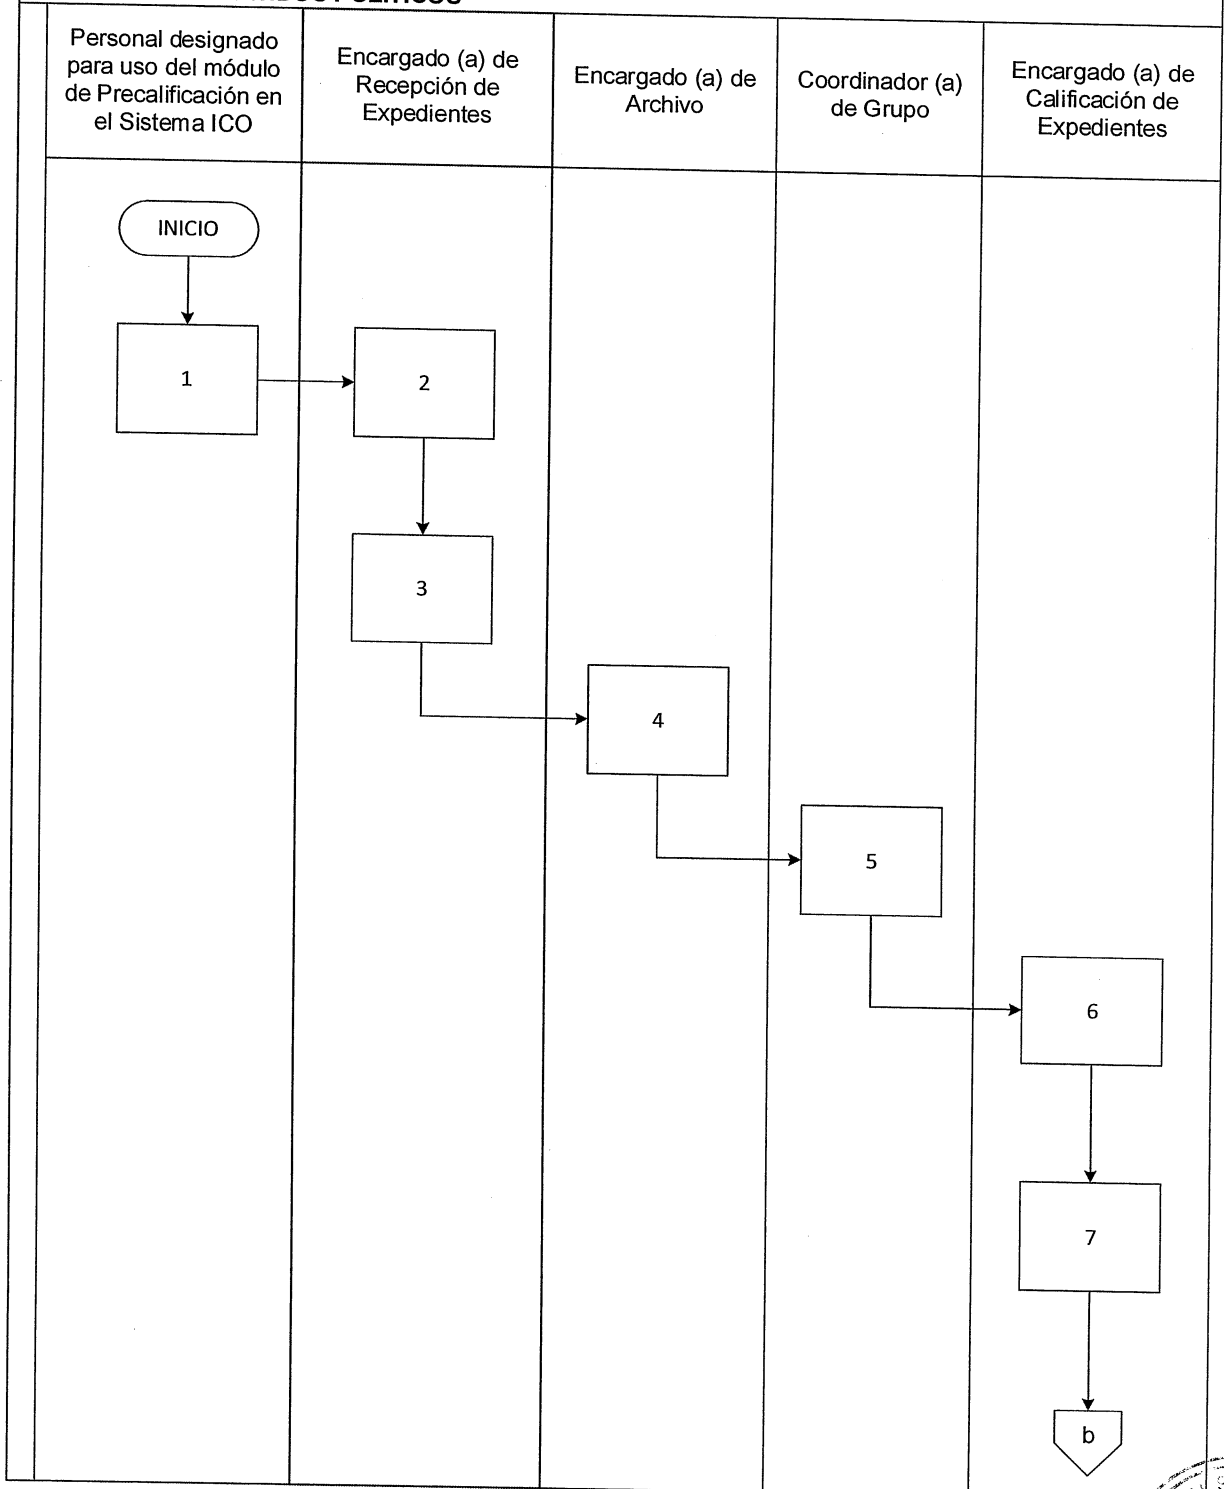 Personal designado
para uso del módulo
de Precalificación en
el Sistema ICO
Encargado (a) de
Recepción de
Expedientes
Encargado (a) de
Archivo
Coordinador (a)
de Grupo
Encargado (a) de
Calificación de
Expedientes
INICIO
1
2
3
4
5
6
7
b